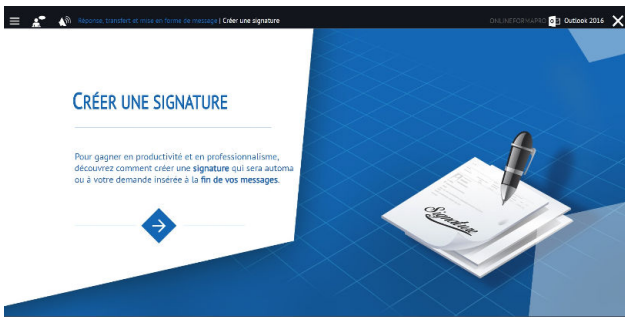 Réponse, transfert et mise en forme de message | Créer une signature
ONLINEFORMAPRO Outlook 2016
CRÉER UNE SIGNATURE
Pour gagner en productivité et en professionnalisme,
découvrez comment créer une signature qui sera automa
ou à votre demande insérée à la fin de vos messages.
Signature